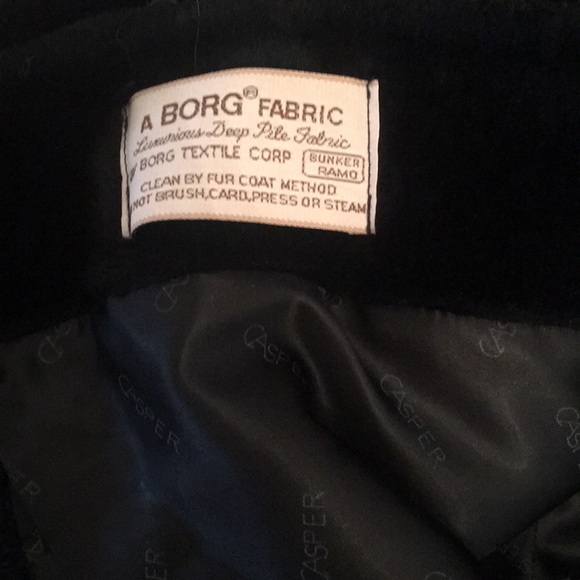 A BORG® FABRIC
Luxurious Deep Pile Fabric
BY BORG TEXTILE CORP
BUNKER
RAMO
CLEAN BY FUR COAT METHOD
NOT BRUSH,CARD,PRESS OR STEAM
CASPER
CASPER
CASPER
CASPER
CASPER